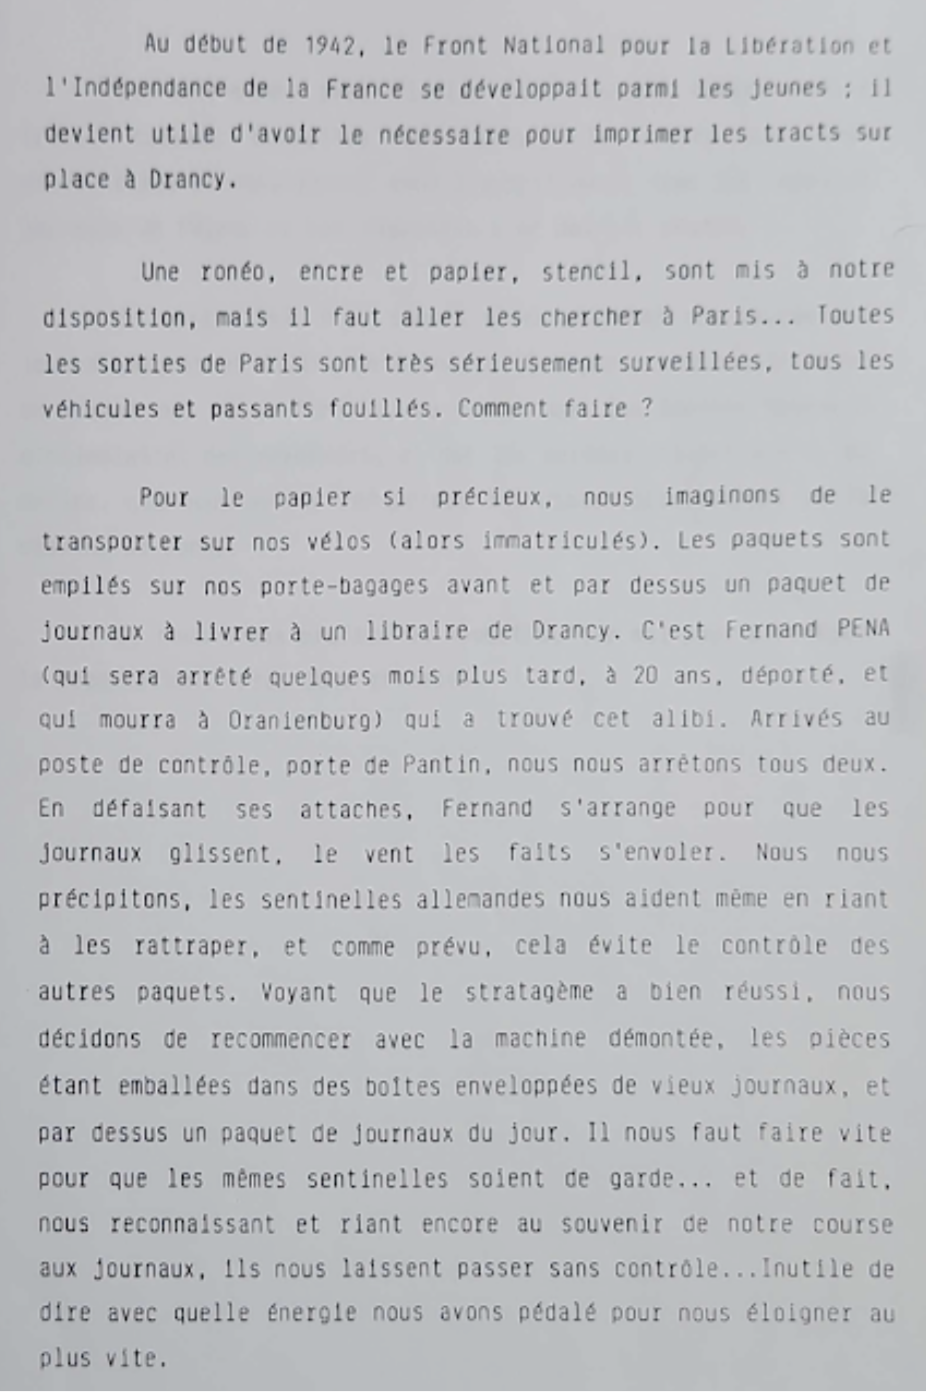 Au début de 1942, le Front National pour la Libération et
l'Indépendance de la France se développait parmi les jeunes ; il
devient utile d'avoir le nécessaire pour imprimer les tracts sur
place à Drancy.
Une ronéo, encre et papier, stencil, sont mis à notre
disposition, mais il faut aller les chercher à Paris... Toutes
les sorties de Paris sont très sérieusement surveillées, tous les
véhicules et passants fouillés. Comment faire ?
Pour le papier si précieux, nous imaginons de le
transporter sur nos vélos (alors immatriculés). Les paquets sont
empilés sur nos porte-bagages avant et par dessus un paquet de
journaux à livrer à un libraire de Drancy. C'est Fernand PENA
(qui sera arrêté quelques mois plus tard, à 20 ans, déporté, et
qui mourra à Oranienburg) qui a trouvé cet alibi. Arrivés au
poste de contrôle, porte de Pantin, nous nous arrêtons tous deux.
En défaisant ses attaches, Fernand s'arrange pour que les
journaux glissent, le vent les faits s'envoler. Nous nous
précipitons, les sentinelles allemandes nous aident même en riant
à les rattraper, et comme prévu, cela évite le contrôle des
autres paquets. Voyant que le stratagème a bien réussi, nous
décidons de recommencer avec la machine démontée, les pièces
étant emballées dans des boîtes enveloppées de vieux journaux, et
par dessus un paquet de journaux du jour. Il nous faut faire vite
pour que les mêmes sentinelles soient de garde... et de fait,
nous reconnaissant et riant encore au souvenir de notre course
aux journaux, ils nous laissent passer sans contrôle...Inutile de
dire avec quelle énergie nous avons pédalé pour nous éloigner au
plus vite.